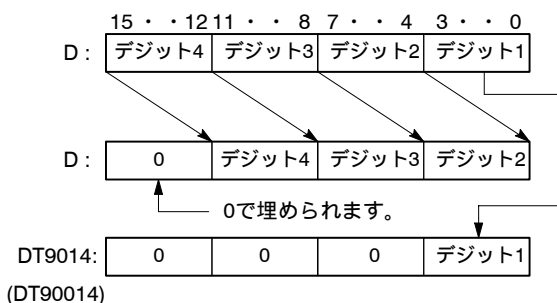 15・・12 11・・8 7・・4 3・・0
D: デジット4 デジット3 デジット2 デジット1
D: 0 デジット4 デジット3 デジット2
0で埋められます。
DT9014: 0 0 0 デジット1
(DT90014)